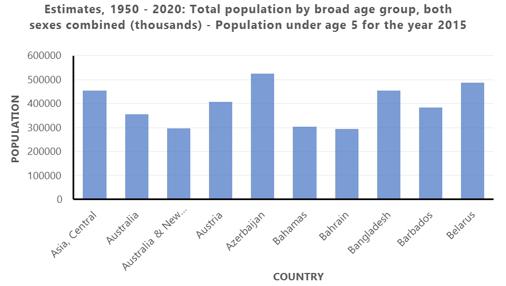 Estimates, 1950 - 2020: Total population by broad age group, both
sexes combined (thousands) - Population under age 5 for the year 2015
POPULATION
600000
500000
400000
300000
200000
100000
0
Asia, Central
Australia
Australia & New...
Austria
Azerbaijan
Bahamas
Bahrain
Bangladesh
Barbados
Belarus
COUNTRY